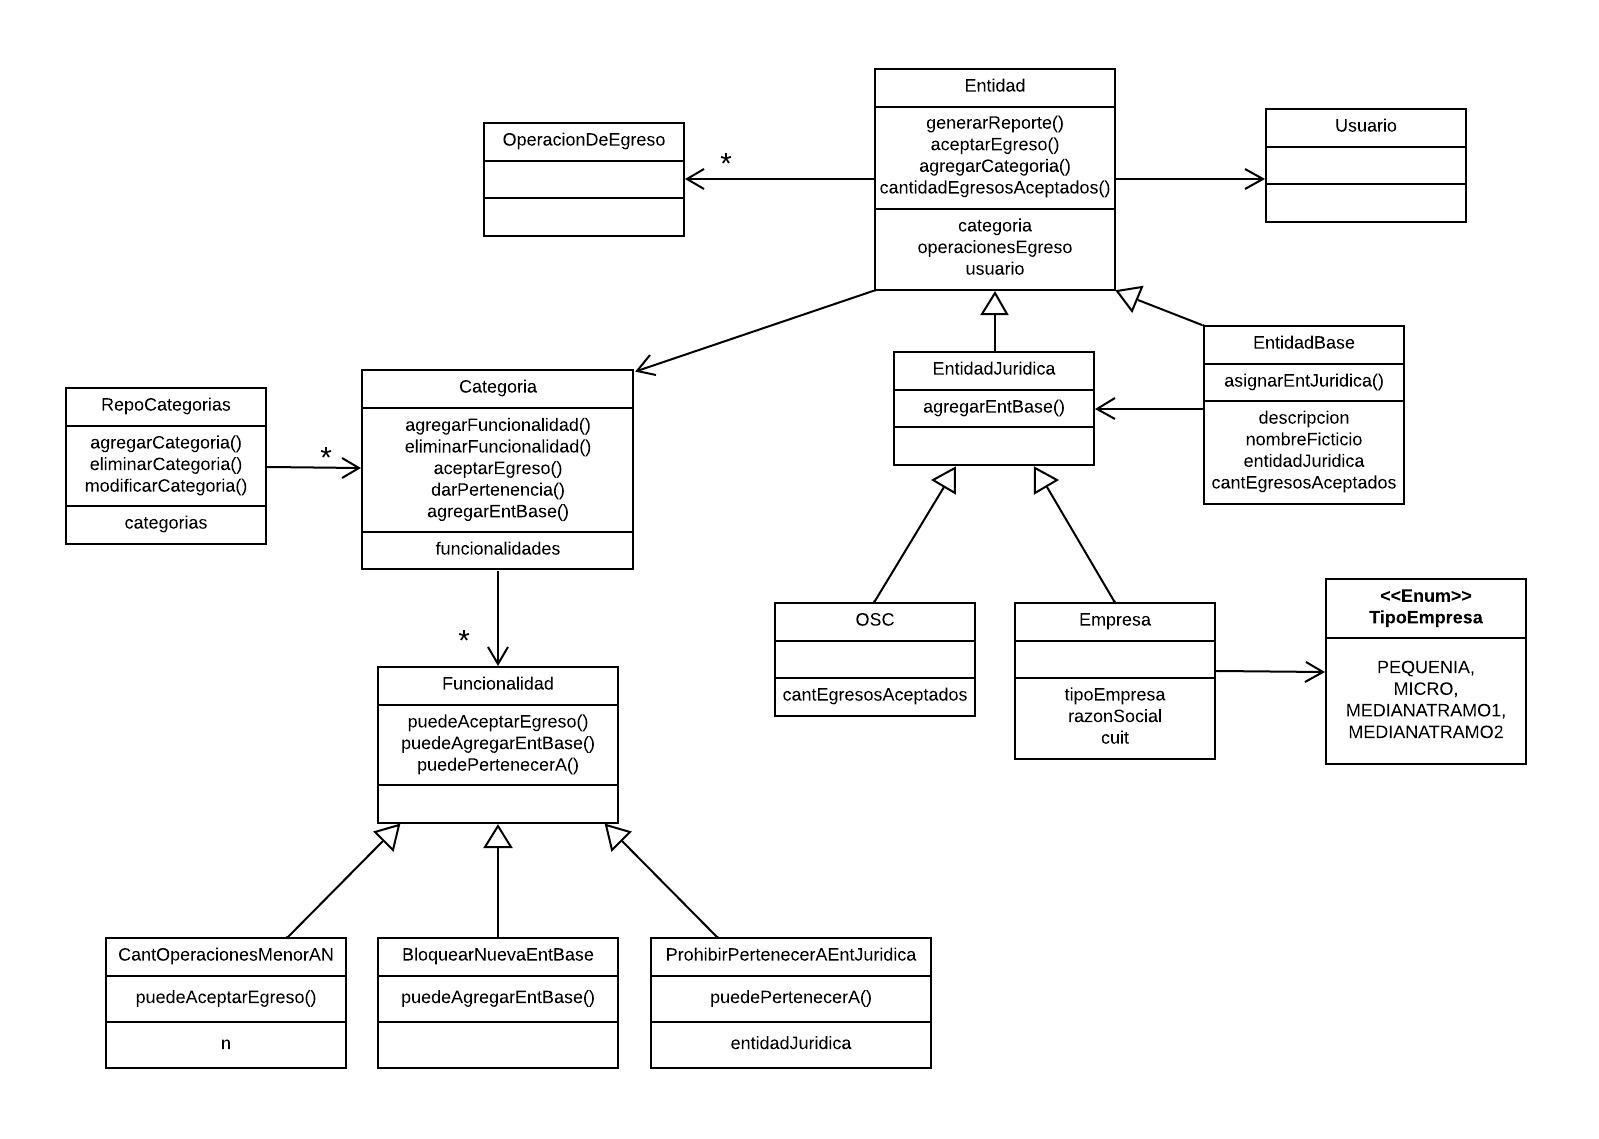 Entidad
generarReporte()
aceptarEgreso()
agregarCategoria()
cantidadEgresosAceptados()
categoria
operacionesEgreso
usuario
OperacionDeEgreso
*
Usuario
EntidadBase
asignarEntJuridica()
descripcion
nombreFicticio
entidadJuridica
cantEgresosAceptados
EntidadJuridica
agregarEntBase()
Categoria
agregarFuncionalidad()
eliminarFuncionalidad()
aceptarEgreso()
darPertenencia()
agregarEntBase()
funcionalidades
RepoCategorias
agregarCategoria()
eliminarCategoria()
modificarCategoria()
categorias
*
OSC
cantEgresosAceptados
Empresa
tipoEmpresa
razonSocial
cuit
<<Enum>>
TipoEmpresa
PEQUENIA,
MICRO,
MEDIANATRAMO1,
MEDIANATRAMO2
*
Funcionalidad
puedeAceptarEgreso()
puedeAgregarEntBase()
puedePertenecerA()
CantOperacionesMenorAN
puedeAceptarEgreso()
n
BloquearNuevaEntBase
puedeAgregarEntBase()
ProhibirPertenecerAEntJuridica
puedePertenecerA()
entidadJuridica